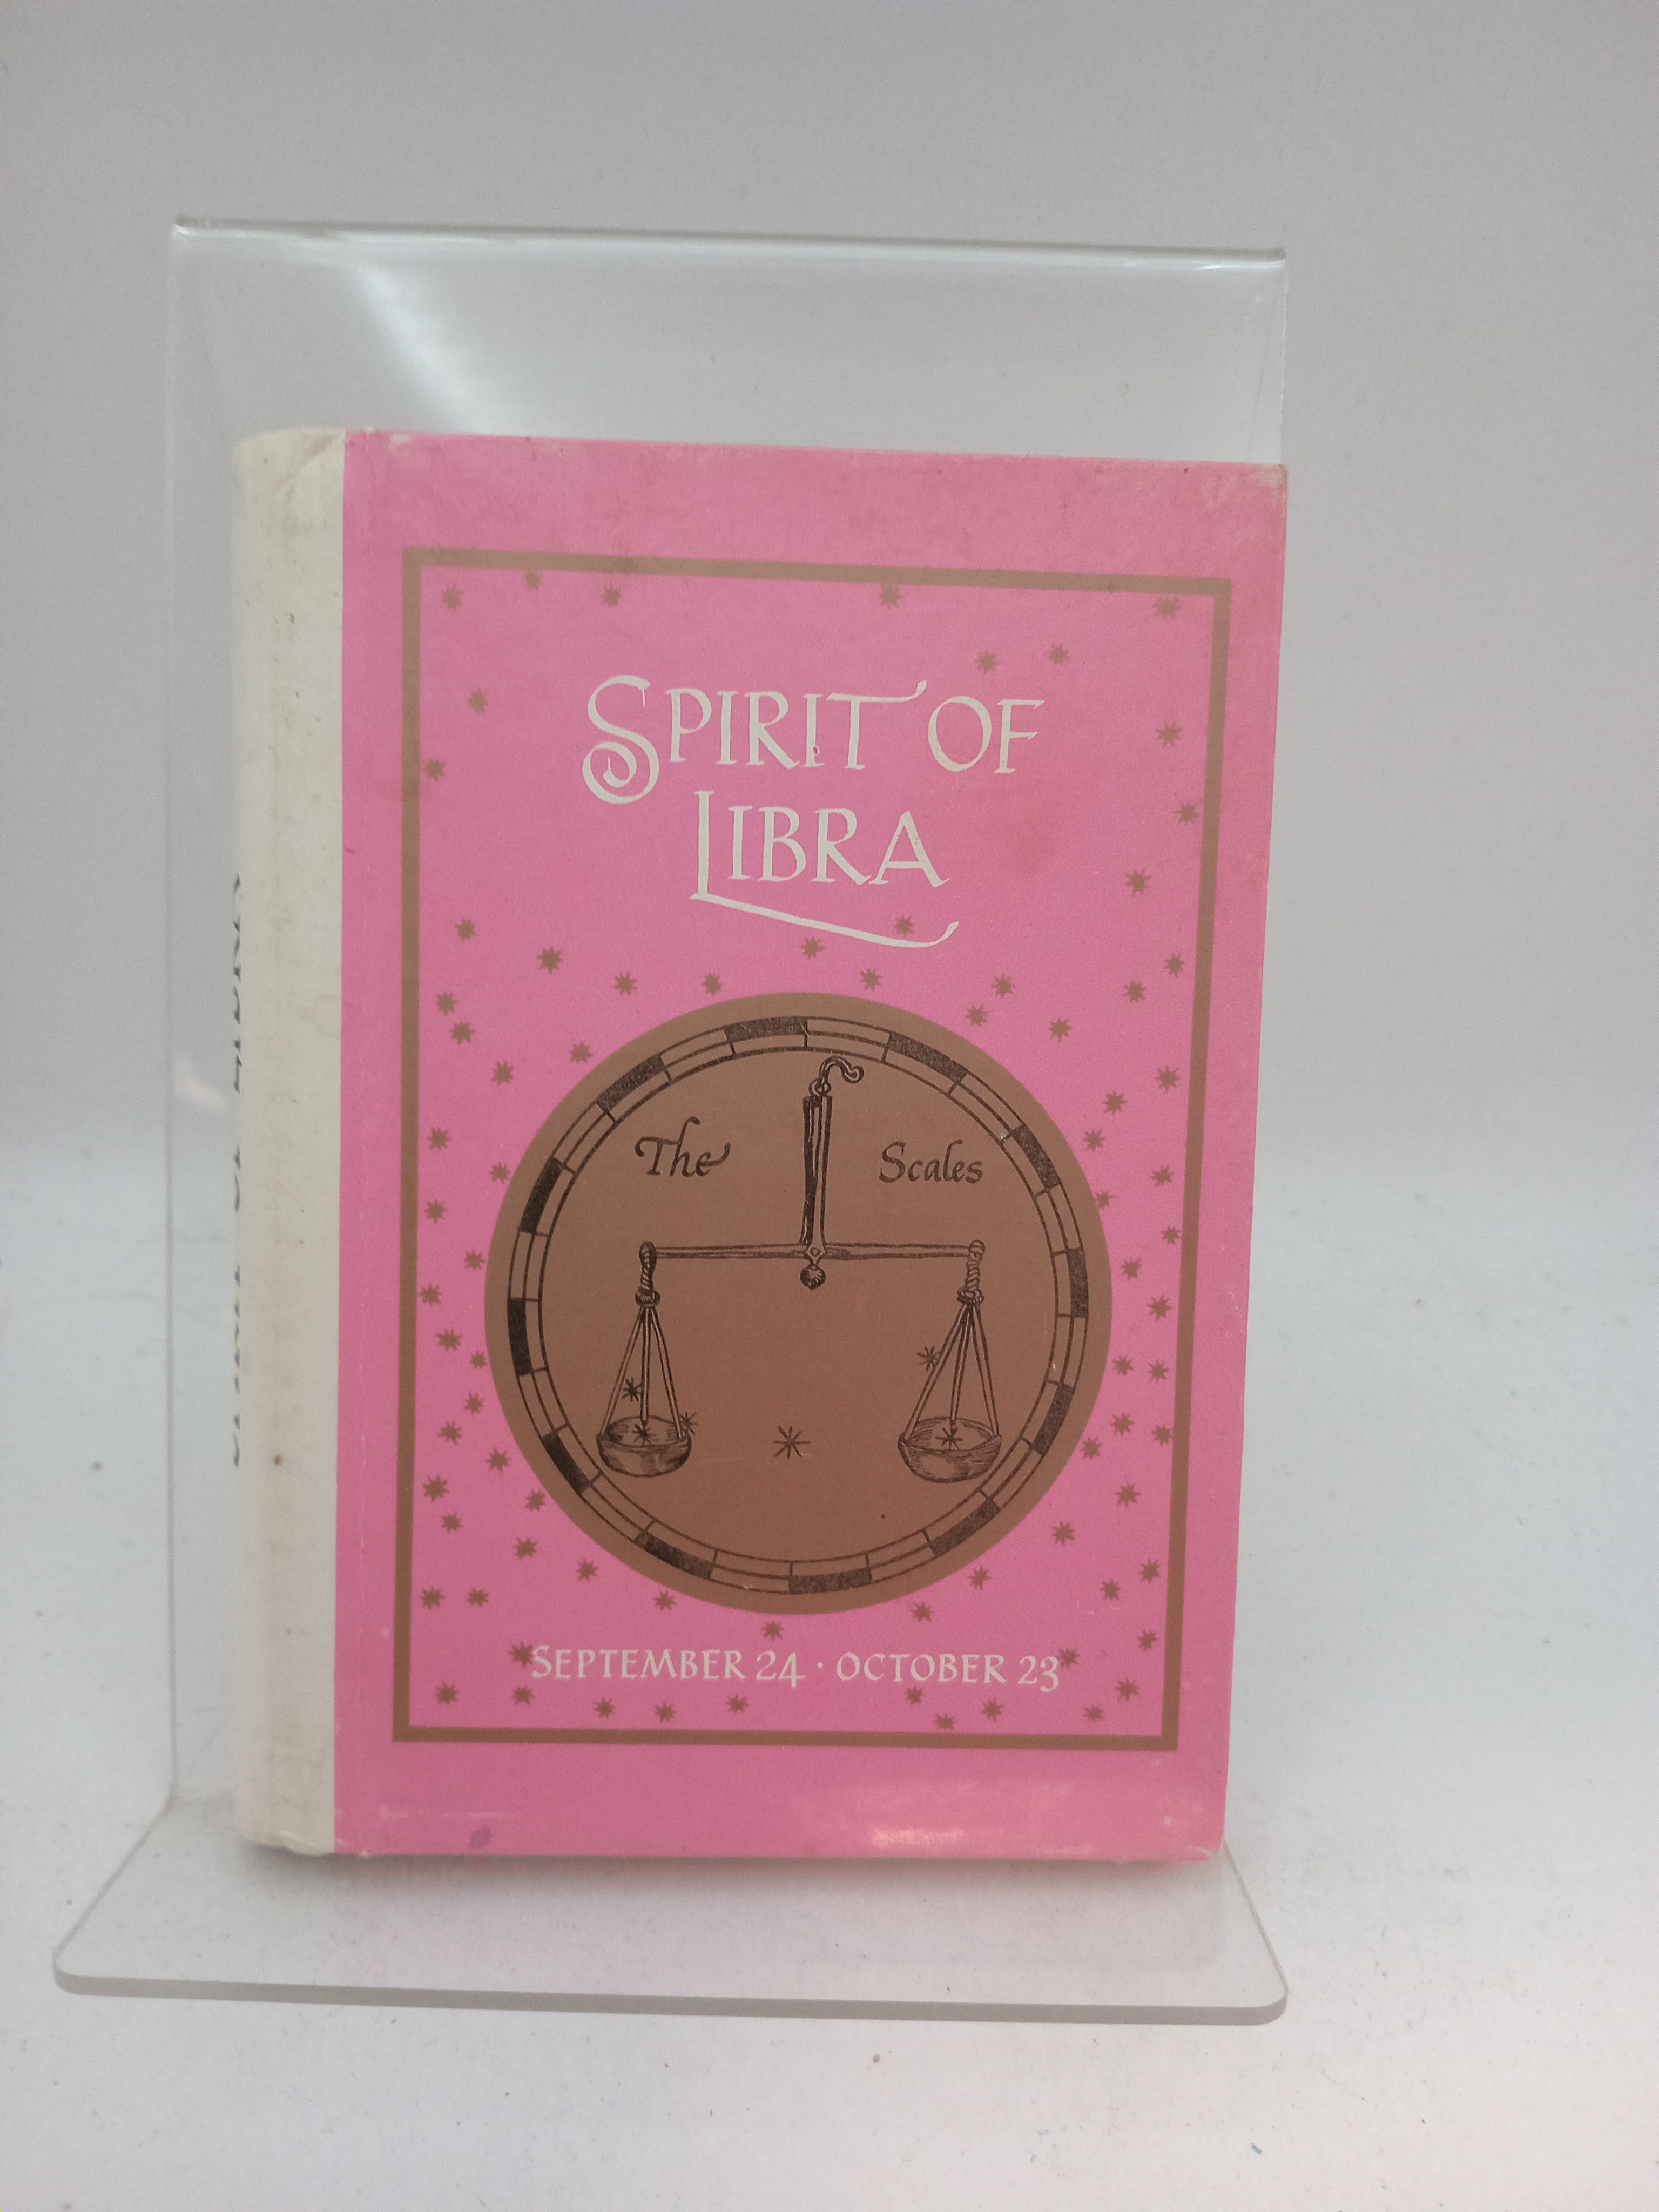 SPIRIT OF
LIBRA
The Scales
SEPTEMBER 24 · OCTOBER 23